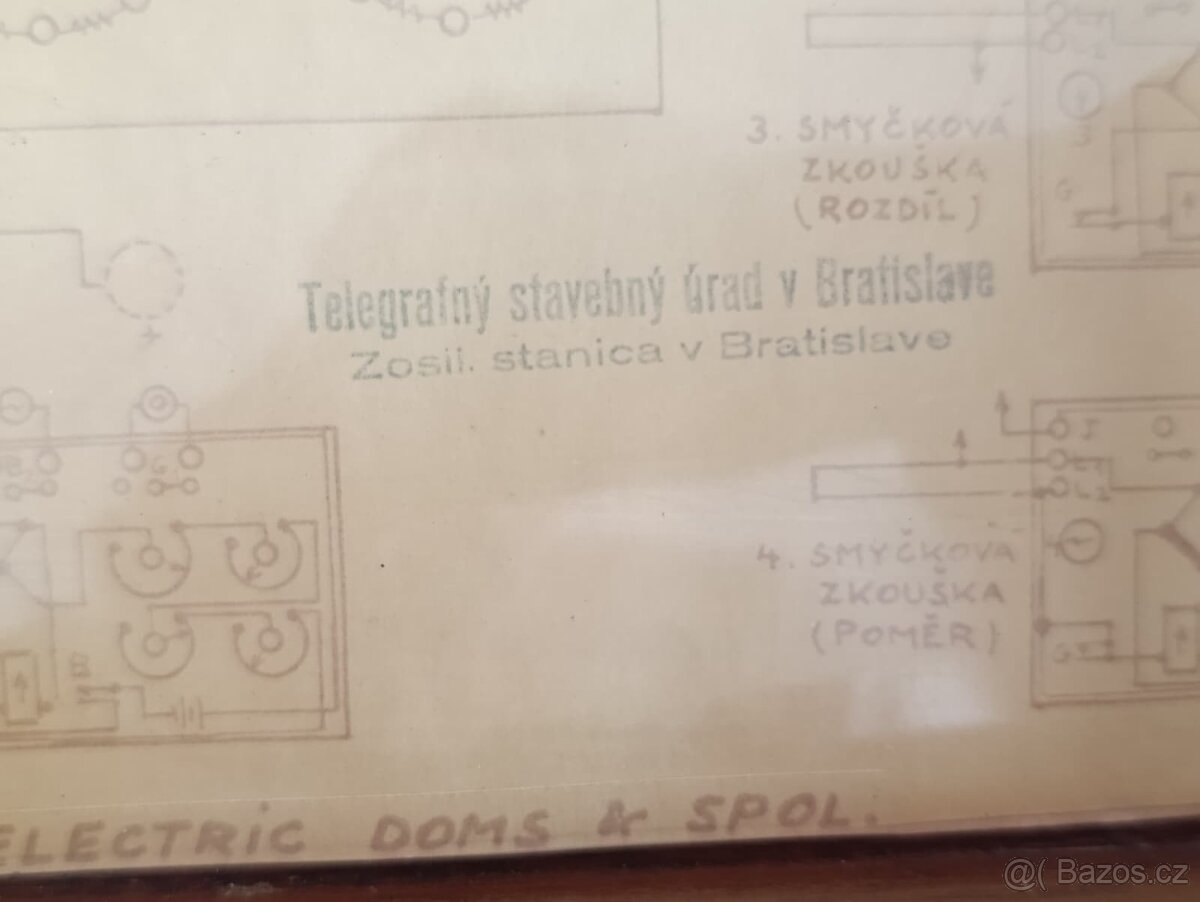 3. SMYČKOVÁ
ZKOUŠKA
(ROZDÍL)
Telegrafný stavebný úrad v Bratislave
Zosil. stanica v Bratislave
4. SMYČKOVÁ
ZKOUŠKA
(POMĚR)
ELECTRIC DOMS & SPOL.
@( Bazos.cz